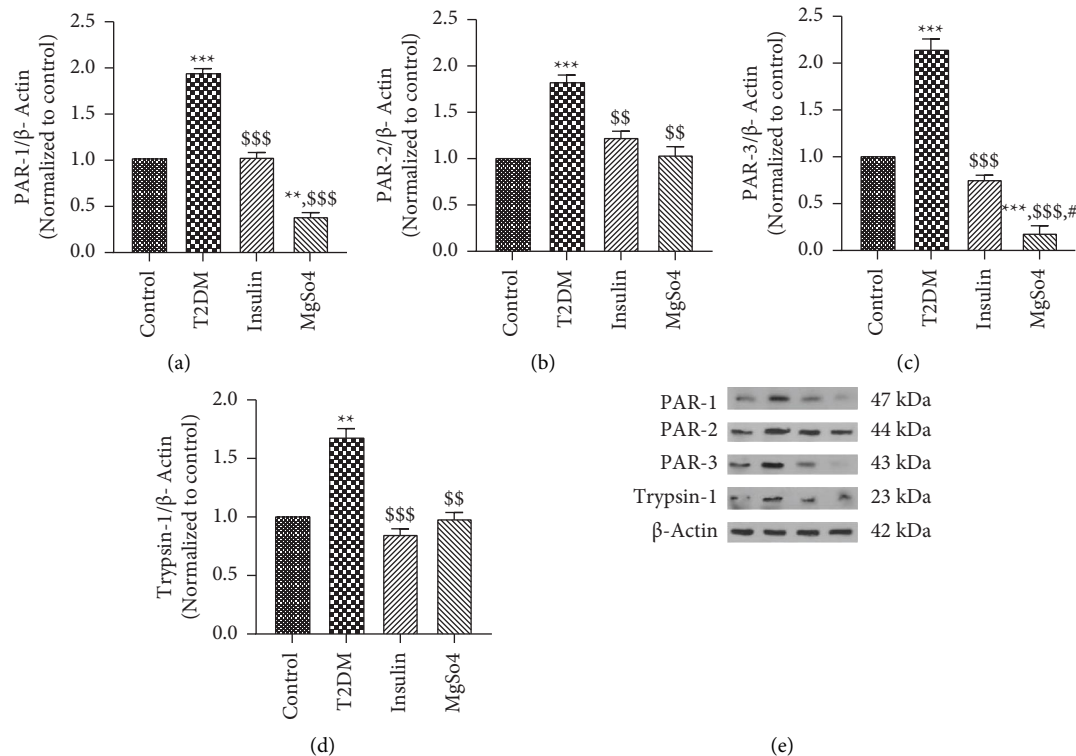 PAR-1/β- Actin
(Normalized to control)
2.5
2.0
1.5
1.0
0.5
0.0
***
$$$
**,$$$
Control
T2DM
Insulin
MgSo4
(a)
PAR-2/β- Actin
(Normalized to control)
2.5
2.0
1.5
1.0
0.5
0.0
***
$$
$$
Control
T2DM
Insulin
MgSo4
(b)
PAR-3/β- Actin
(Normalized to control)
2.5
2.0
1.5
1.0
0.5
0.0
***
$$$
***,$$$,#
Control
T2DM
Insulin
MgSo4
(c)
Trypsin-1/β- Actin
(Normalized to control)
2.0
1.5
1.0
0.5
0.0
**
$$$
$$
Control
T2DM
Insulin
MgSo4
(d)
PAR-1 47 kDa
PAR-2 44 kDa
PAR-3 43 kDa
Trypsin-1 23 kDa
β-Actin 42 kDa
(e)